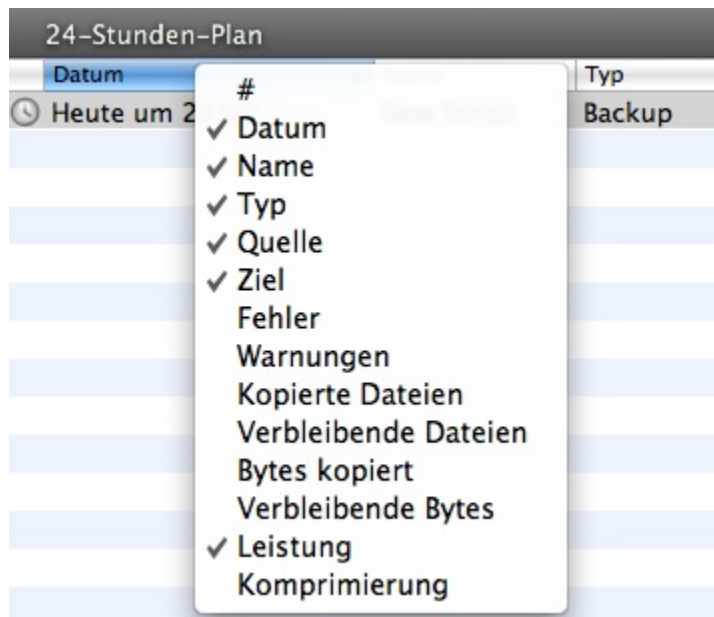 24-Stunden-Plan
Datum Typ
Heute um 2 Backup
#
✓ Datum
✓ Name
✓ Typ
✓ Quelle
✓ Ziel
Fehler
Warnungen
Kopierte Dateien
Verbleibende Dateien
Bytes kopiert
Verbleibende Bytes
✓ Leistung
Komprimierung